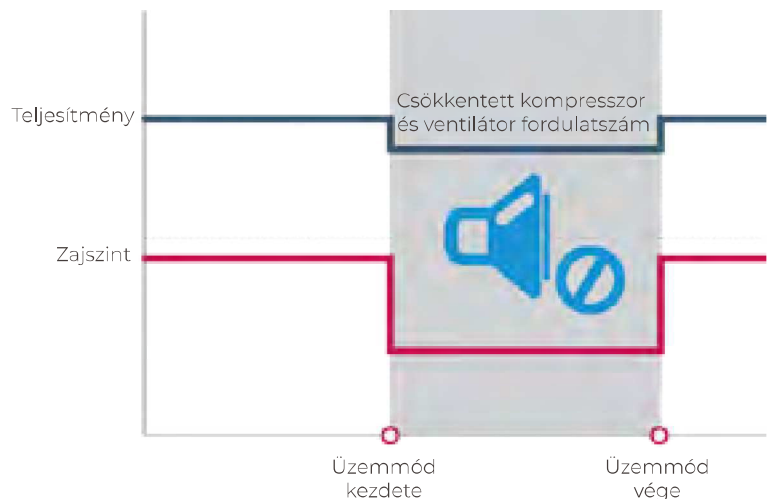 Csökkentett kompresszor
Teljesítmény
és ventilátor fordulatszám
Zajszint
Üzemmód
kezdete
Üzemmód
vége